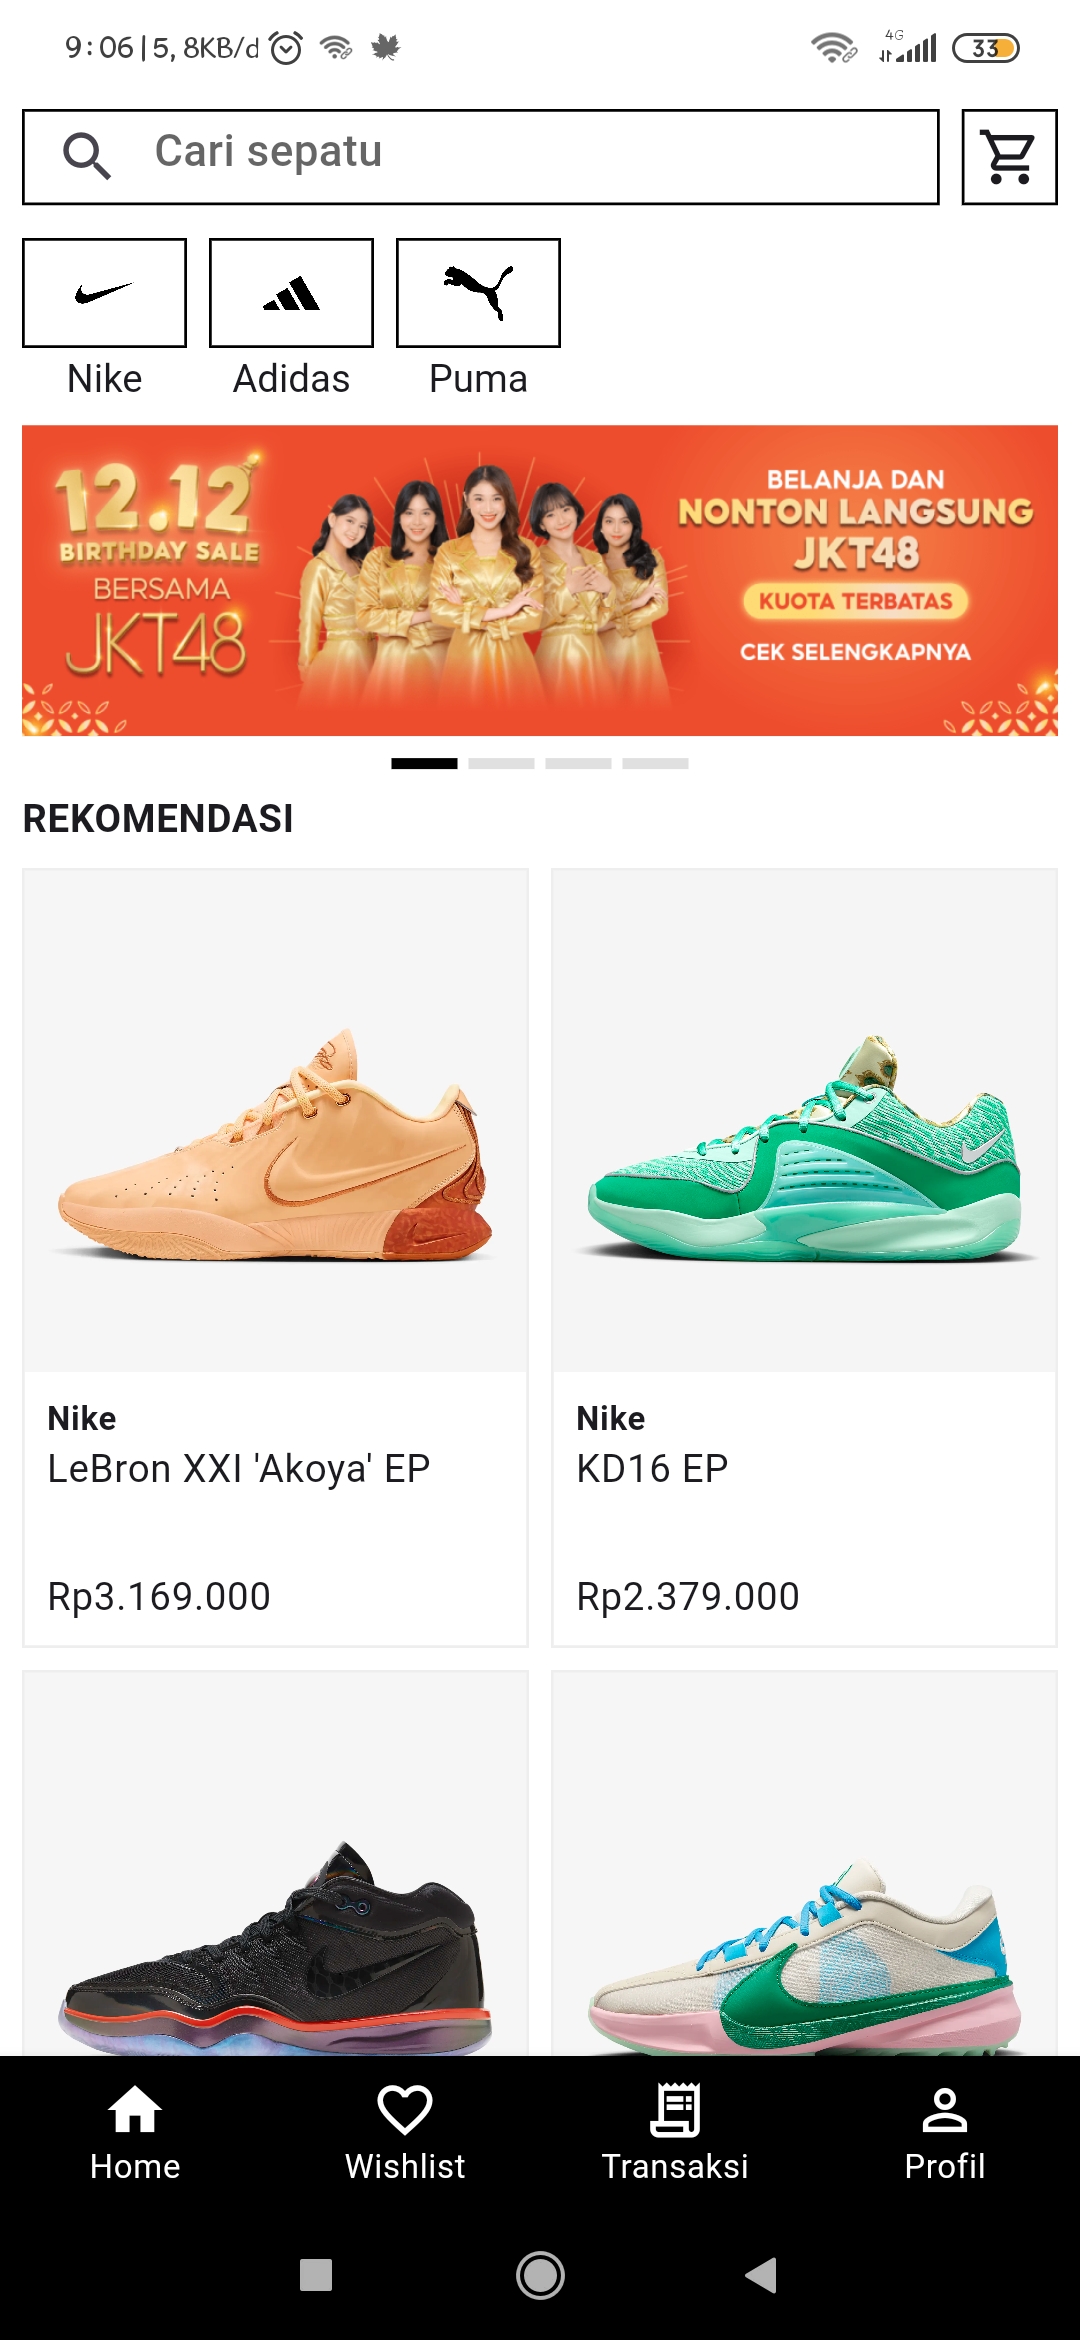 9:06 | 5, 8KB/d
4G
33
Cari sepatu
Nike
Adidas
Puma
12.12
BIRTHDAY SALE
BERSAMA
JKT48
BELANJA DAN
NONTON LANGSUNG
JKT48
KUOTA TERBATAS
CEK SELENGKAPNYA
REKOMENDASI
Nike
LeBron XXI 'Akoya' EP
Rp3.169.000
Nike
KD16 EP
Rp2.379.000
Home
Wishlist
Transaksi
Profil